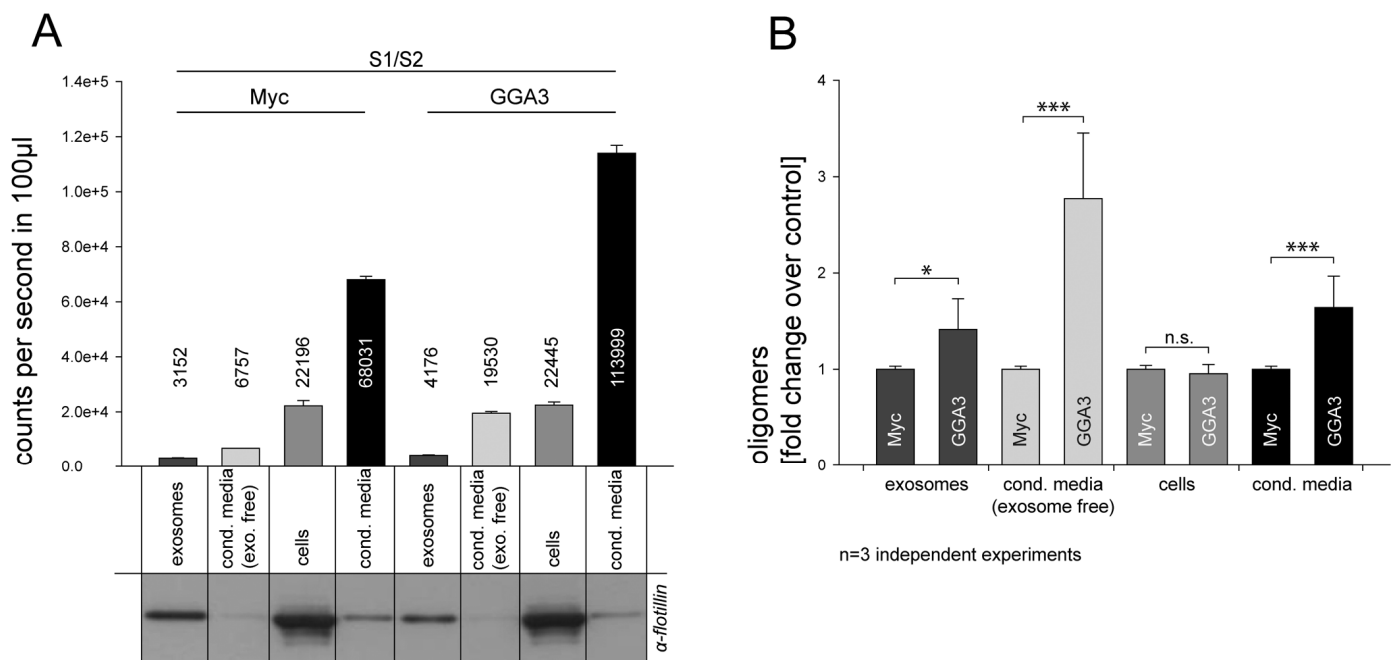 A
S1/S2
Myc
GGA3
counts per second in 100µl
1.4e+5
1.2e+5
1.0e+5
8.0e+4
6.0e+4
4.0e+4
2.0e+4
0.0
3152
6757
22196
68031
4176
19530
22445
113999
exosomes
cond. media
(exo. free)
cells
cond. media
exosomes
cond. media
(exo. free)
cells
cond. media
α-flotillin
B
oligomers
[fold change over control]
4
3
2
1
0
*
***
n.s.
***
Myc
GGA3
Myc
GGA3
Myc
GGA3
Myc
GGA3
exosomes
cond. media
(exosome free)
cells
cond. media
n=3 independent experiments